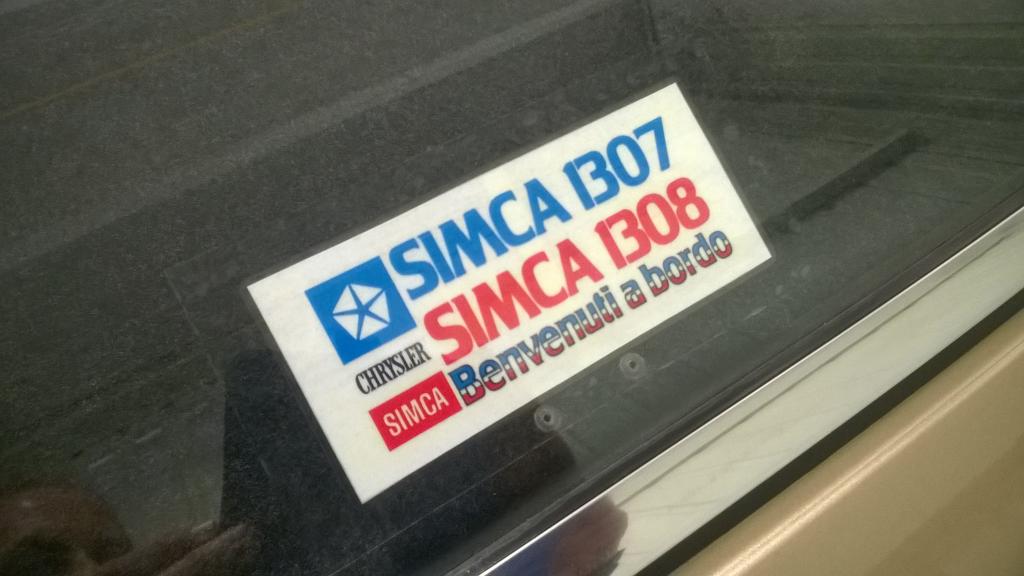 SIMCA 1307
SIMCA 1308
CHRYSLER
SIMCA
Benvenuti a bordo